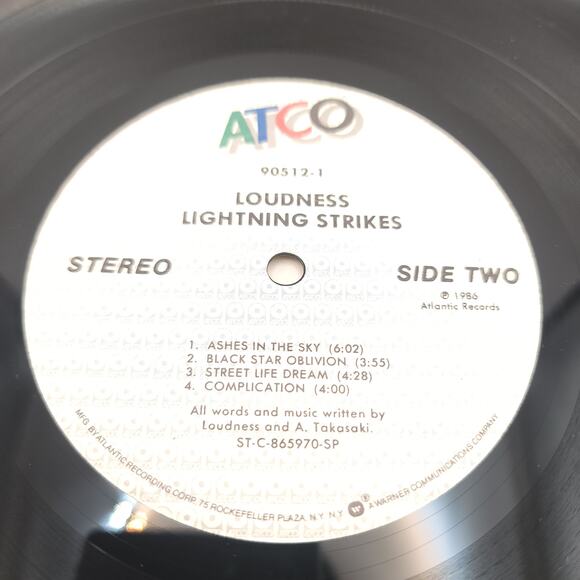 ATCO
90512-1
LOUDNESS
LIGHTNING STRIKES
STEREO
SIDE TWO
℗ 1986
Atlantic Records
1. ASHES IN THE SKY (6:02)
2. BLACK STAR OBLIVION (3:55)
3. STREET LIFE DREAM (4:28)
4. COMPLICATION (4:00)
All words and music written by
Loudness and A. Takasaki.
ST-C-865970-SP
MFG. BY ATLANTIC RECORDING CORP. 75 ROCKEFELLER PLAZA, N.Y. N.Y. ® A WARNER COMMUNICATIONS COMPANY